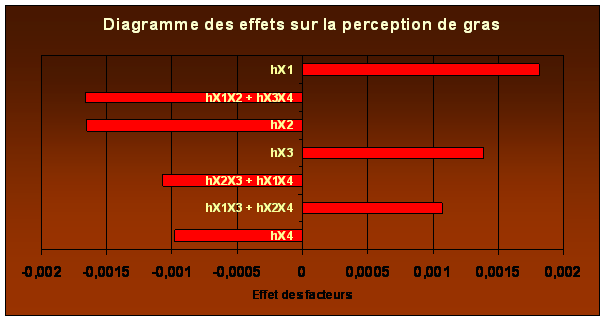 Diagramme des effets sur la perception de gras
hX1
hX1X2 + hX3X4
hX2
hX3
hX2X3 + hX1X4
hX1X3 + hX2X4
hX4
-0,002 -0,0015 -0,001 -0,0005 0 0,0005 0,001 0,0015 0,002
Effet des facteurs